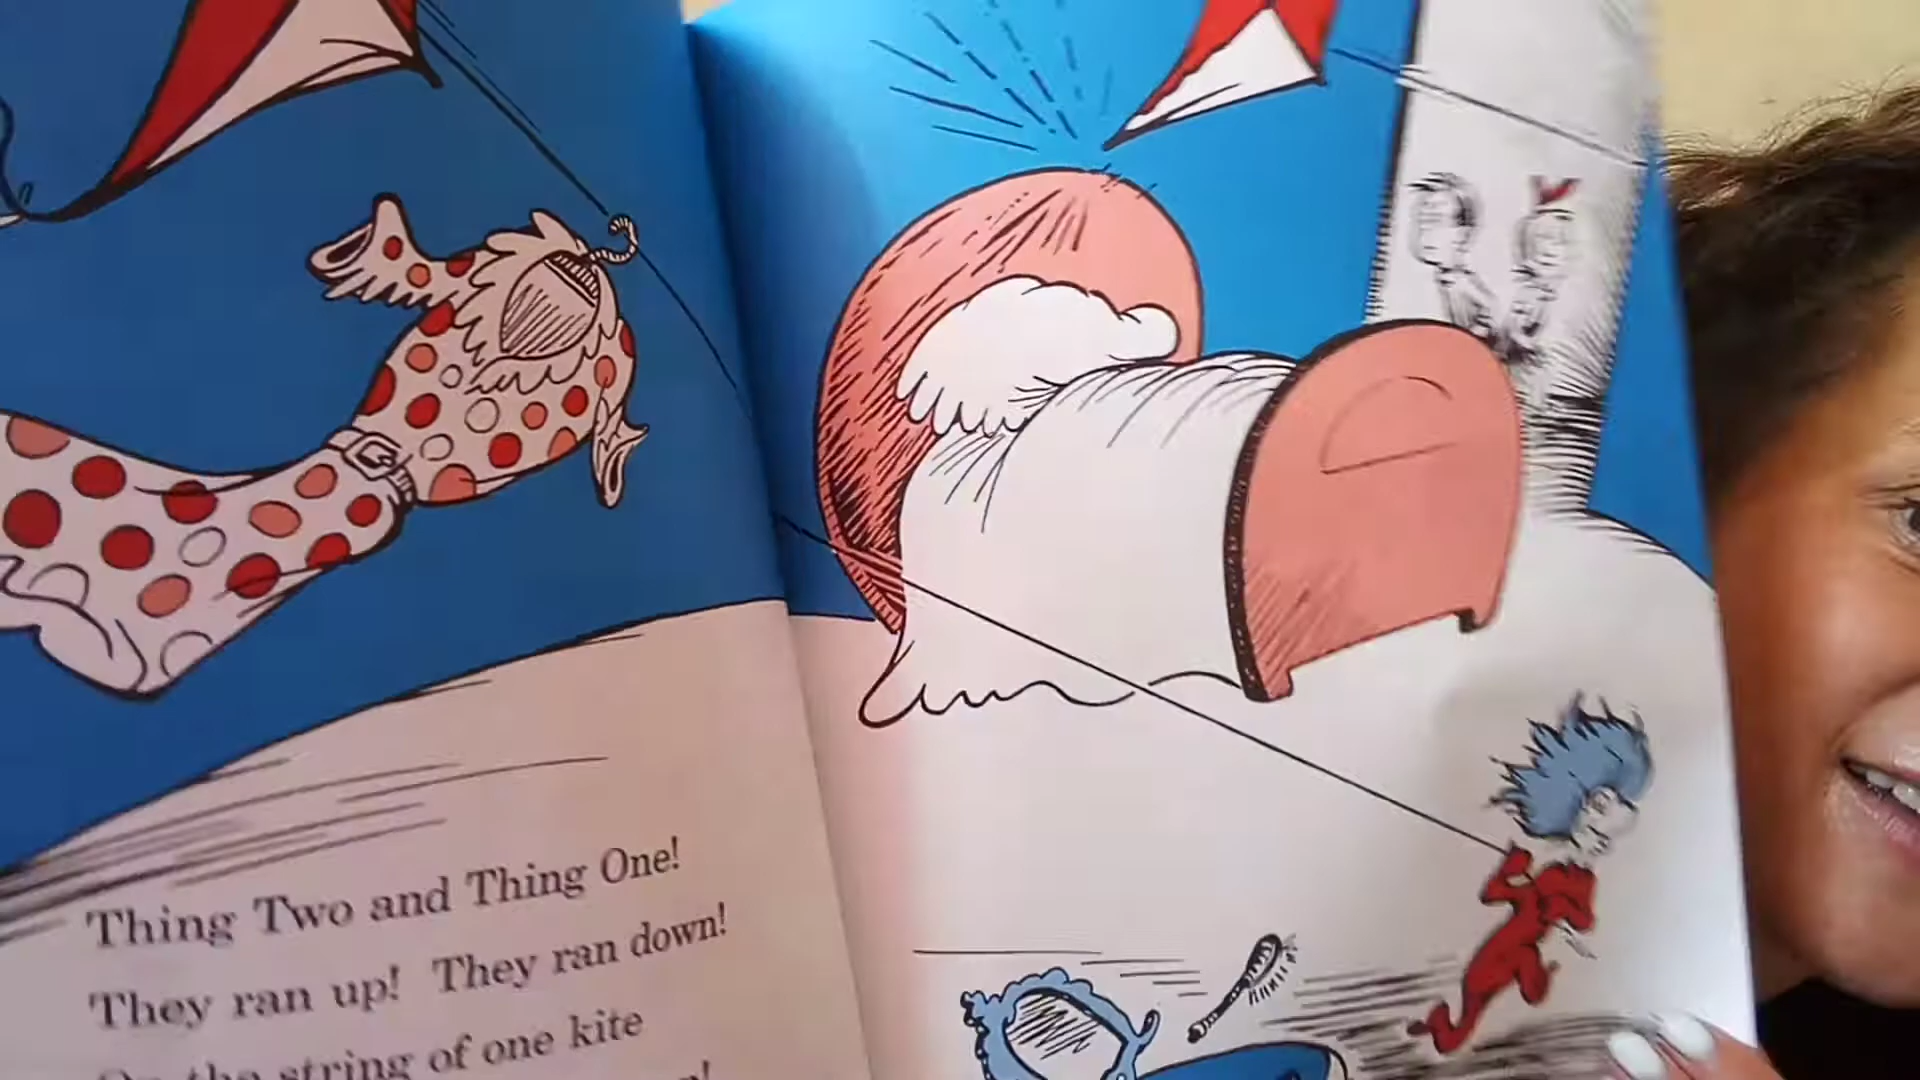 Thing Two and Thing One!
They ran up! They ran down!
On the string of one kite